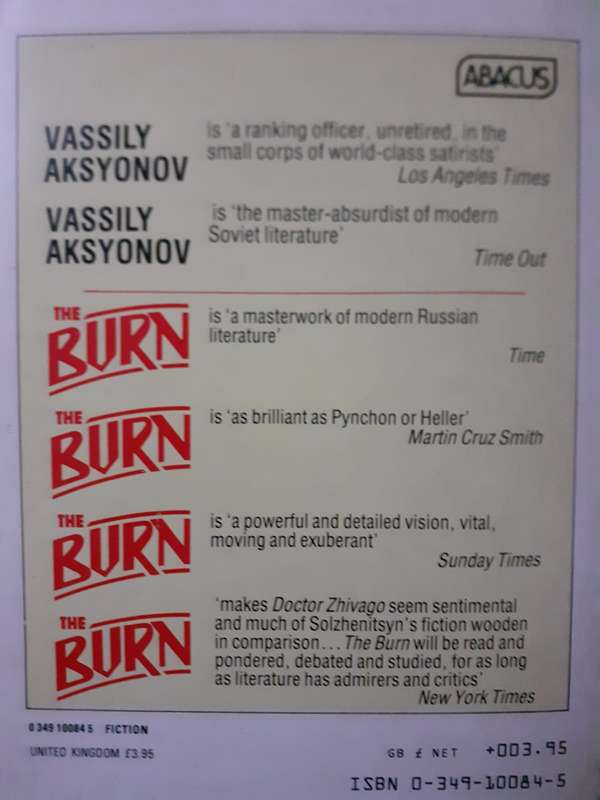 ABACUS
VASSILY
AKSYONOV
is 'a ranking officer, unretired, in the
small corps of world-class satirists'
Los Angeles Times
VASSILY
AKSYONOV
is 'the master-absurdist of modern
Soviet literature'
Time Out
THE
BURN
is 'a masterwork of modern Russian
literature'
Time
THE
BURN
is 'as brilliant as Pynchon or Heller'
Martin Cruz Smith
THE
BURN
is 'a powerful and detailed vision, vital,
moving and exuberant'
Sunday Times
THE
BURN
'makes Doctor Zhivago seem sentimental
and much of Solzhenitsyn's fiction wooden
in comparison... The Burn will be read and
pondered, debated and studied, for as long
as literature has admirers and critics'
New York Times
0 349 10084 5 FICTION
UNITED KINGDOM £3.95
GB £ NET +003.95
ISBN 0-349-10084-5